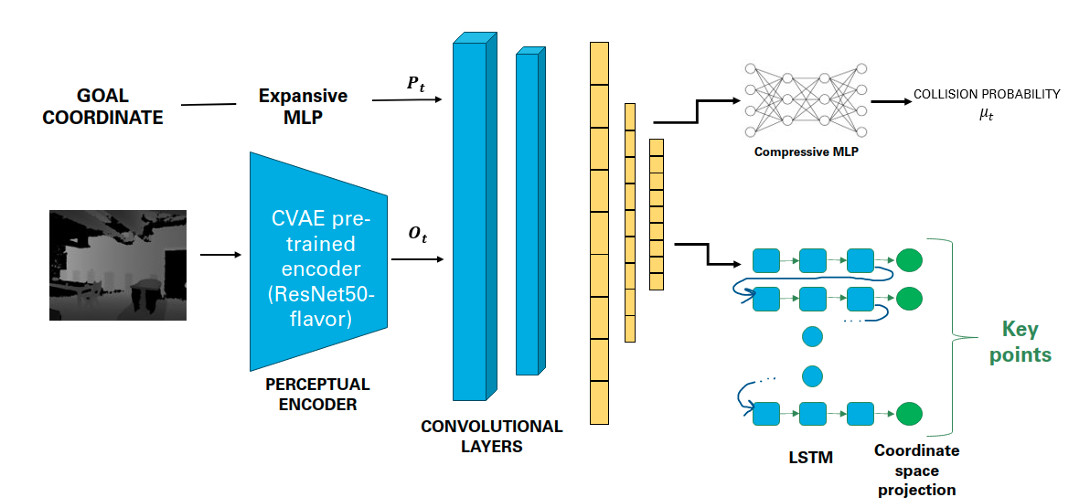 GOAL
COORDINATE
Expansive
MLP
P_t
CVAE pre-
trained
encoder
(ResNet50-
flavor)
O_t
PERCEPTUAL
ENCODER
CONVOLUTIONAL
LAYERS
Compressive MLP
COLLISION PROBABILITY
μ_t
Key
points
LSTM
Coordinate
space
projection